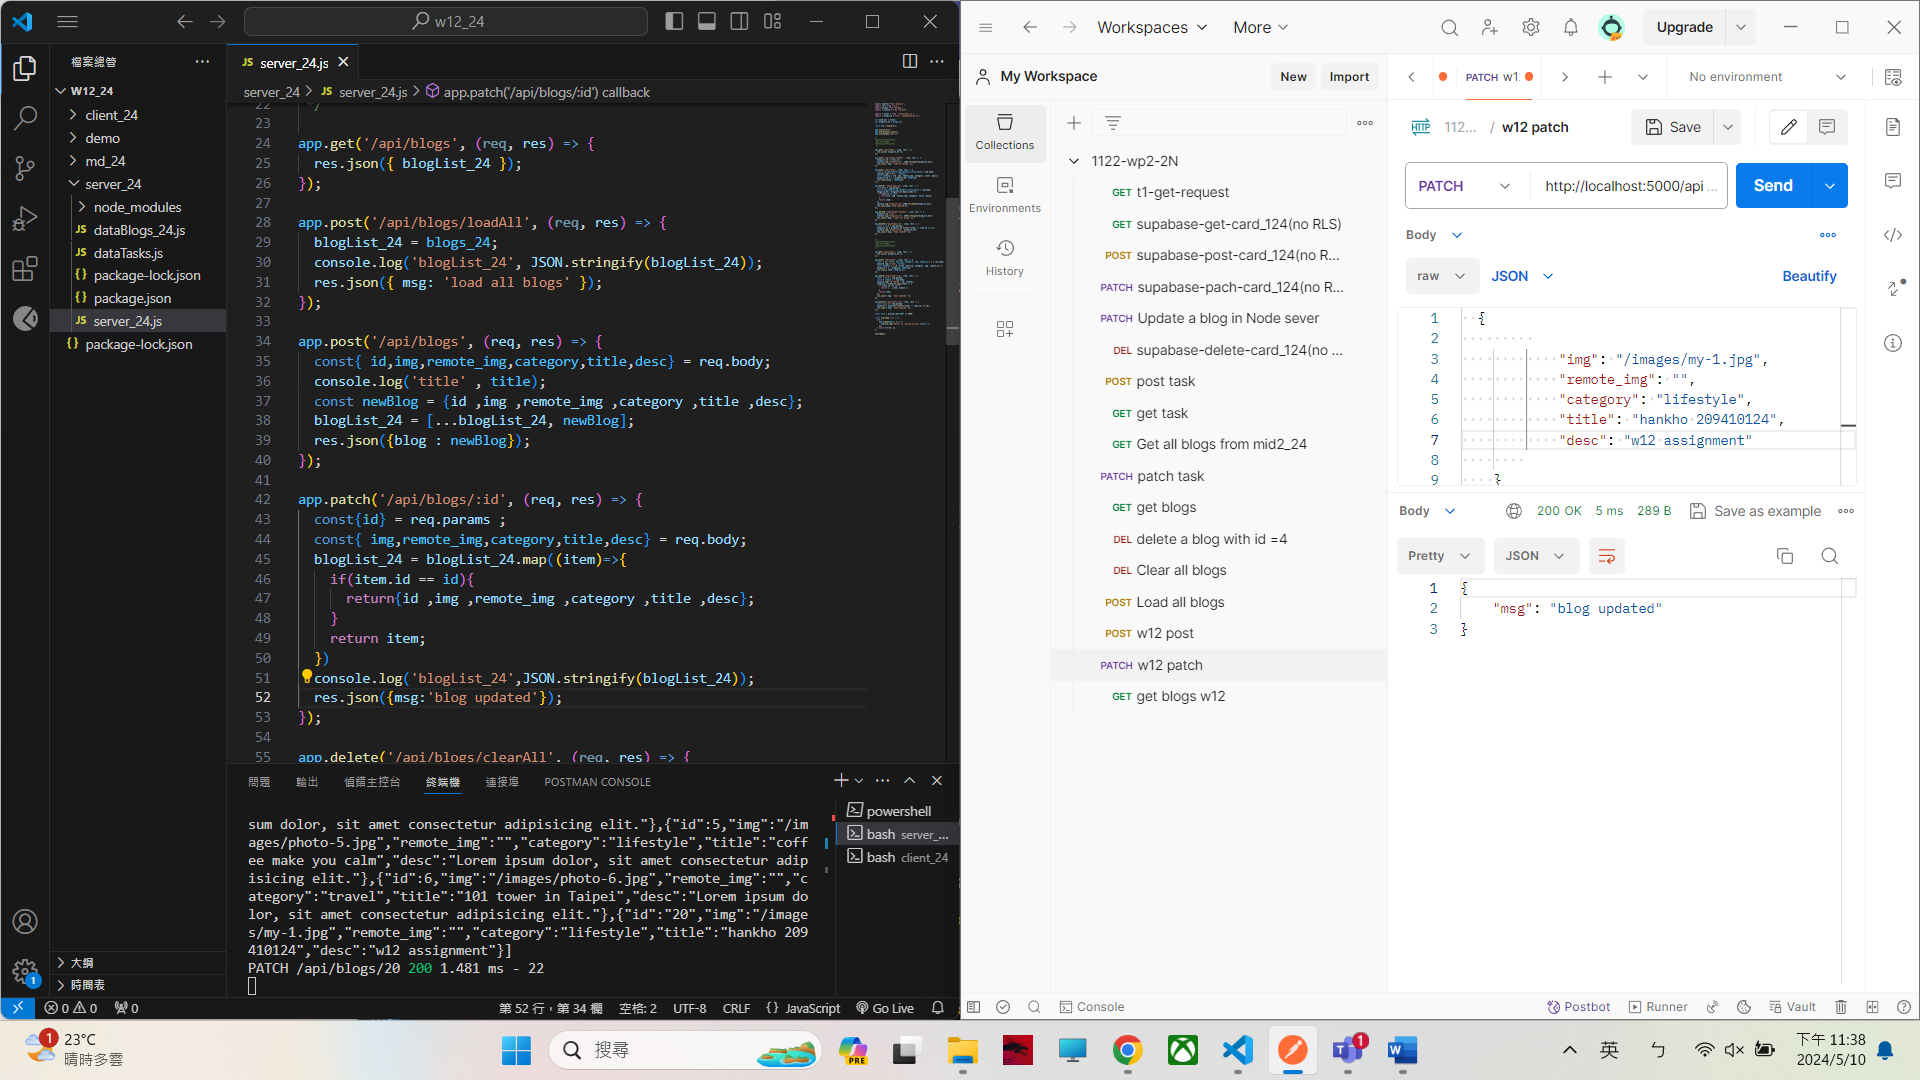 w12_24
檔案總管
W12_24
client_24
demo
md_24
server_24
node_modules
dataBlogs_24.js
dataTasks.js
package-lock.json
package.json
server_24.js
package-lock.json
大綱
時間表
server_24.js
server_24 > JS server_24.js > app.patch('/api/blogs/:id') callback
22 */
23
24 app.get('/api/blogs', (req, res) => {
25 res.json({ blogList_24 });
26 });
27
28 app.post('/api/blogs/loadAll', (req, res) => {
29 blogList_24 = blogs_24;
30 console.log('blogList_24', JSON.stringify(blogList_24));
31 res.json({ msg: 'load all blogs' });
32 });
33
34 app.post('/api/blogs', (req, res) => {
35 const{ id,img,remote_img,category,title,desc} = req.body;
36 console.log('title' , title);
37 const newBlog = {id ,img ,remote_img ,category ,title ,desc};
38 blogList_24 = [...blogList_24, newBlog];
39 res.json({blog : newBlog});
40 });
41
42 app.patch('/api/blogs/:id', (req, res) => {
43 const{id} = req.params ;
44 const{ img,remote_img,category,title,desc} = req.body;
45 blogList_24 = blogList_24.map((item)=>{
46 if(item.id == id){
47 return{id ,img ,remote_img ,category ,title ,desc};
48 }
49 return item;
50 })
51 console.log('blogList_24',JSON.stringify(blogList_24));
52 res.json({msg:'blog updated'});
53 });
54
55 app.delete('/api/blogs/clearAll', (req, res) => {
問題 輸出 偵錯主控台 終端機 連接埠 POSTMAN CONSOLE
sum dolor, sit amet consectetur adipisicing elit."},{"id":5,"img":"/im
ages/photo-5.jpg","remote_img":"","category":"lifestyle","title":"coff
ee make you calm","desc":"Lorem ipsum dolor, sit amet consectetur adip
isicing elit."},{"id":6,"img":"/images/photo-6.jpg","remote_img":"","c
ategory":"travel","title":"101 tower in Taipei","desc":"Lorem ipsum do
lor, sit amet consectetur adipisicing elit."},{"id":"20","img":"/image
s/my-1.jpg","remote_img":"","category":"lifestyle","title":"hankho 209
410124","desc":"w12 assignment"}]
PATCH /api/blogs/20 200 1.481 ms - 22
powershell
bash server_...
bash client_24
1
0 0 0 第 52 行，第 34 欄 空格: 2 UTF-8 CRLF {} JavaScript Go Live
Workspaces More Upgrade
My Workspace New Import
PATCH w1 No environment
Collections
Environments
History
1122-wp2-2N
GET t1-get-request
GET supabase-get-card_124(no RLS)
POST supabase-post-card_124(no R...
PATCH supabase-pach-card_124(no R...
PATCH Update a blog in Node sever
DEL supabase-delete-card_124(no ...
POST post task
GET get task
GET Get all blogs from mid2_24
PATCH patch task
GET get blogs
DEL delete a blog with id =4
DEL Clear all blogs
POST Load all blogs
POST w12 post
PATCH w12 patch
GET get blogs w12
HTTP 112... / w12 patch Save
PATCH http://localhost:5000/api ... Send
Body
raw JSON Beautify
1 {
2
3 "img": "/images/my-1.jpg",
4 "remote_img": "",
5 "category": "lifestyle",
6 "title": "hankho 209410124",
7 "desc": "w12 assignment"
8
9 }
Body 200 OK 5 ms 289 B Save as example
Pretty JSON
1 {
2 "msg": "blog updated"
3 }
Console Postbot Runner Vault
1 23°C
晴時多雲
搜尋
PRE
1
英 ㄅ
下午 11:38
2024/5/10